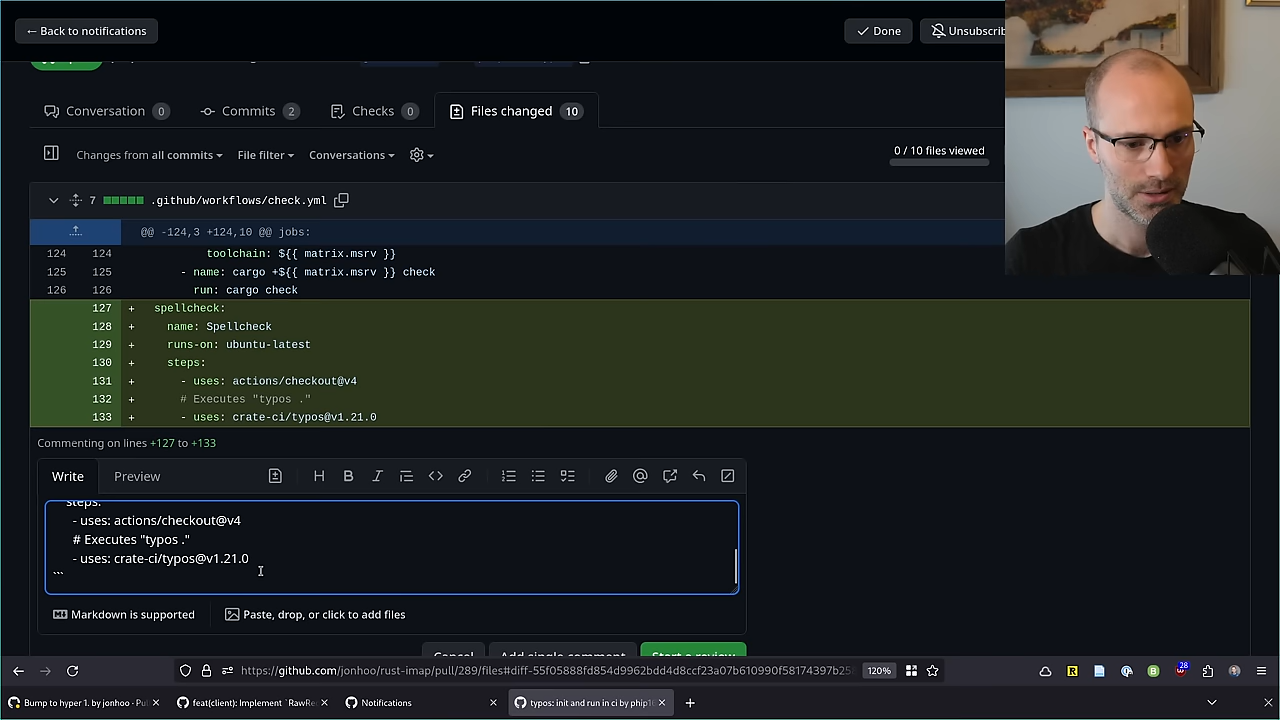 ← Back to notifications
Done
Unsubscrib
Conversation 0
Commits 2
Checks 0
Files changed 10
Changes from all commits
File filter
Conversations
0 / 10 files viewed
7 .github/workflows/check.yml
@@ -124,3 +124,10 @@ jobs:
124 124 toolchain: ${{ matrix.msrv }}
125 125 - name: cargo +${{ matrix.msrv }} check
126 126 run: cargo check
127 + spellcheck:
128 + name: Spellcheck
129 + runs-on: ubuntu-latest
130 + steps:
131 + - uses: actions/checkout@v4
132 + # Executes "typos ."
133 + - uses: crate-ci/typos@v1.21.0
Commenting on lines +127 to +133
Write
Preview
steps:
- uses: actions/checkout@v4
# Executes "typos ."
- uses: crate-ci/typos@v1.21.0
```
Markdown is supported
Paste, drop, or click to add files
Cancel
Add single comment
Start a review
https://github.com/jonhoo/rust-imap/pull/289/files#diff-55f05888fd854d9962bdd4d8ccf23a07b610990f58174397b25
120%
28
Bump to hyper 1. by jonhoo · Pu
feat(client): Implement `RawRe
Notifications
typos: init and run in ci by phip1